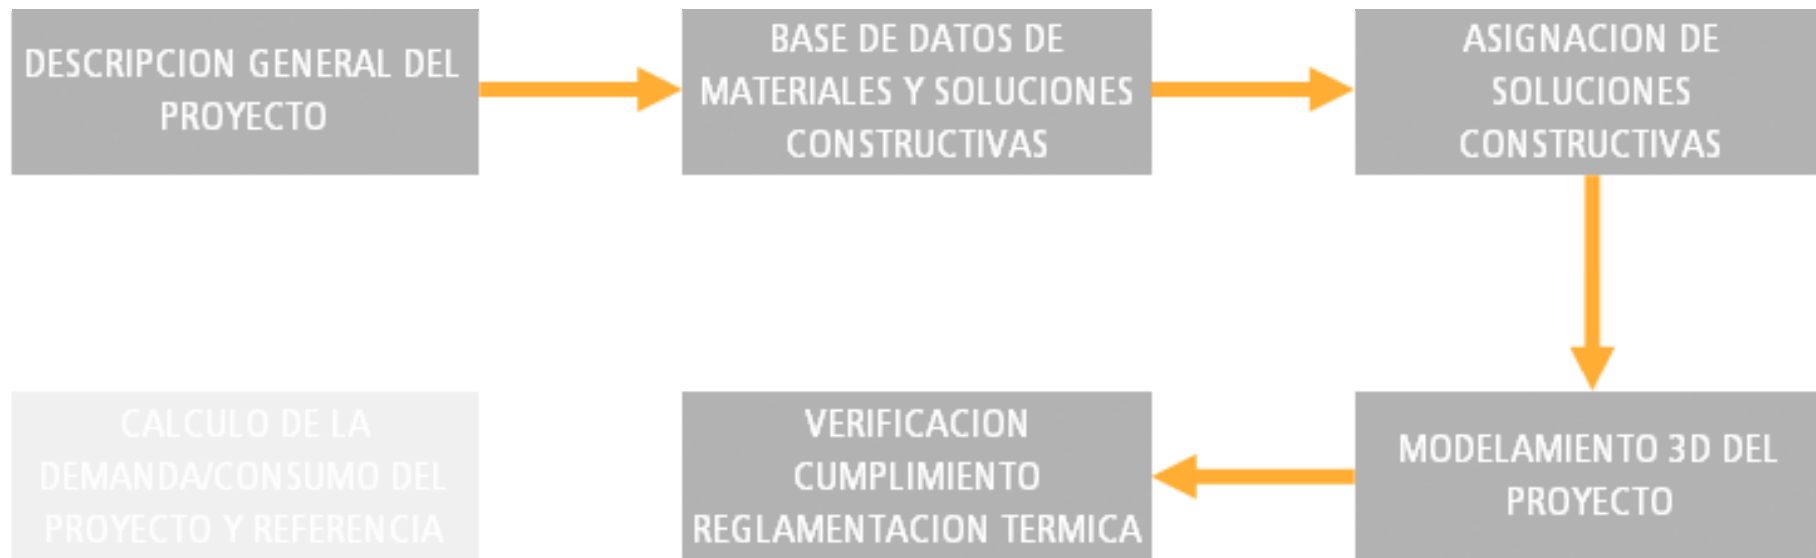 DESCRIPCION GENERAL DEL
PROYECTO
BASE DE DATOS DE
MATERIALES Y SOLUCIONES
CONSTRUCTIVAS
ASIGNACION DE
SOLUCIONES
CONSTRUCTIVAS
MODELAMIENTO 3D DEL
PROYECTO
VERIFICACION
CUMPLIMIENTO
REGLAMENTACION TERMICA
CALCULO DE LA
DEMANDA/CONSUMO DEL
PROYECTO Y REFERENCIA